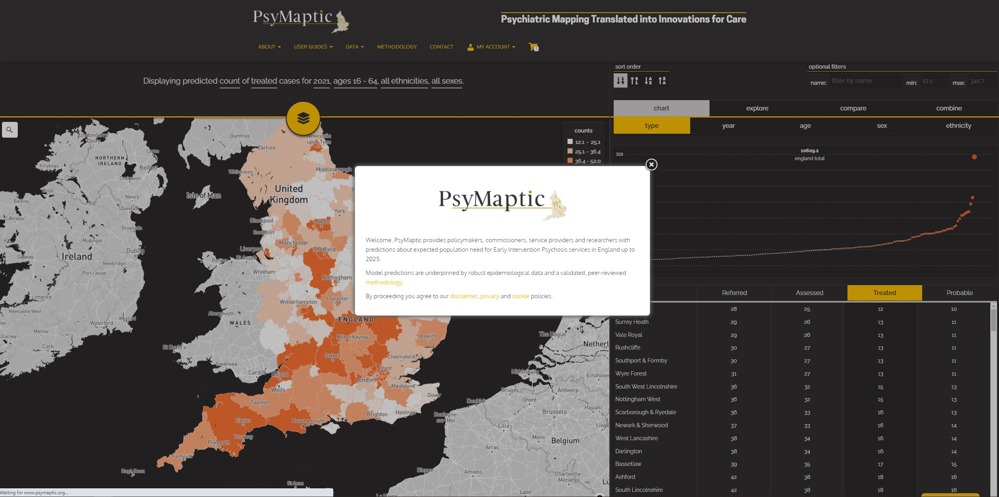 PsyMaptic
Psychiatric Mapping Translated into Innovations for Care
ABOUT
USER GUIDES
DATA
METHODOLOGY
CONTACT
MY ACCOUNT
1
Displaying predicted count of treated cases for 2021, ages 16 - 64, all ethnicities, all sexes.
sort order
optional filters
name: filter by name min: 12.1 max: 341.7
chart explore compare combine
type year age sex ethnicity
counts
12.1 - 25.1
25.1 - 36.4
36.4 - 52.0
350
10609.2
england total
PsyMaptic
Welcome. PsyMaptic provides policymakers, commissioners, service providers and researchers with
predictions about expected population need for Early Intervention Psychosis services in England up to
2025.
Model predictions are underpinned by robust epidemiological data and a validated, peer-reviewed
methodology.
By proceeding you agree to our disclaimer, privacy and cookie policies.
Referred Assessed Treated Probable
28 25 12 10
Surrey Heath 29 26 13 11
Vale Royal 29 26 13 11
Rushcliffe 30 27 13 11
Southport & Formby 30 27 13 11
Wyre Forest 31 27 13 11
South West Lincolnshire 36 32 15 13
Nottingham West 36 32 15 13
Scarborough & Ryedale 36 33 16 13
Newark & Sherwood 37 33 16 14
West Lancashire 38 34 16 14
Darlington 38 34 16 14
Bassetlaw 39 35 17 15
Ashford 42 38 18 16
South Lincolnshire 42 38 18 16
Londonderry/
Derry
Larne
NORTHERN
IRELAND
Killybegs
Belfast
Craigavon
Sligo
Newry
Ballina
Dundalk
Castlebar
Drogheda
Mullingar
Dublin
Ireland
Galway
Newbridge
Port Laoise
Limerick
Newcastle West
Wexford
Waterford
Mallow
Killarney
Cork
Dumfries
Newcastle
upon Tyne
Carlisle
Whitehaven
Middlesbrough
Isle of Man
United
Kingdom
York
Blackpool
Leeds
Southport
Manchester
Liverpool
Sheffield
Bangor
St Asaph
Wrexham
Nottingham
Leicester
Wolverhampton
Aberystwyth
WALES
ENGLAND
Milton Keynes
Ipswich
St David's
Oxford
Chelmsford
Swansea
Cardiff
Bristol
Ilford
London
Wells
Maidstone
Dover
Taunton
Brighton
Hastings
Exeter
Bournemouth
Torquay
Plymouth
Falmouth
Hugh Town
Bristol Channel
English Channel
St Anne
The Hague
Netherl
Middelburg
Eindhoven
Bruges
Antwerp
Dunkirk
Ghent
Hasselt
Boulogne-
sur-Mer
Brussels
Lille
Liège
Mons
Belgium
Arras
Dieppe
Amiens
Charleville-
Mézières
Lu
Laon
Le Havre
Waiting for www.psymaptic.org...